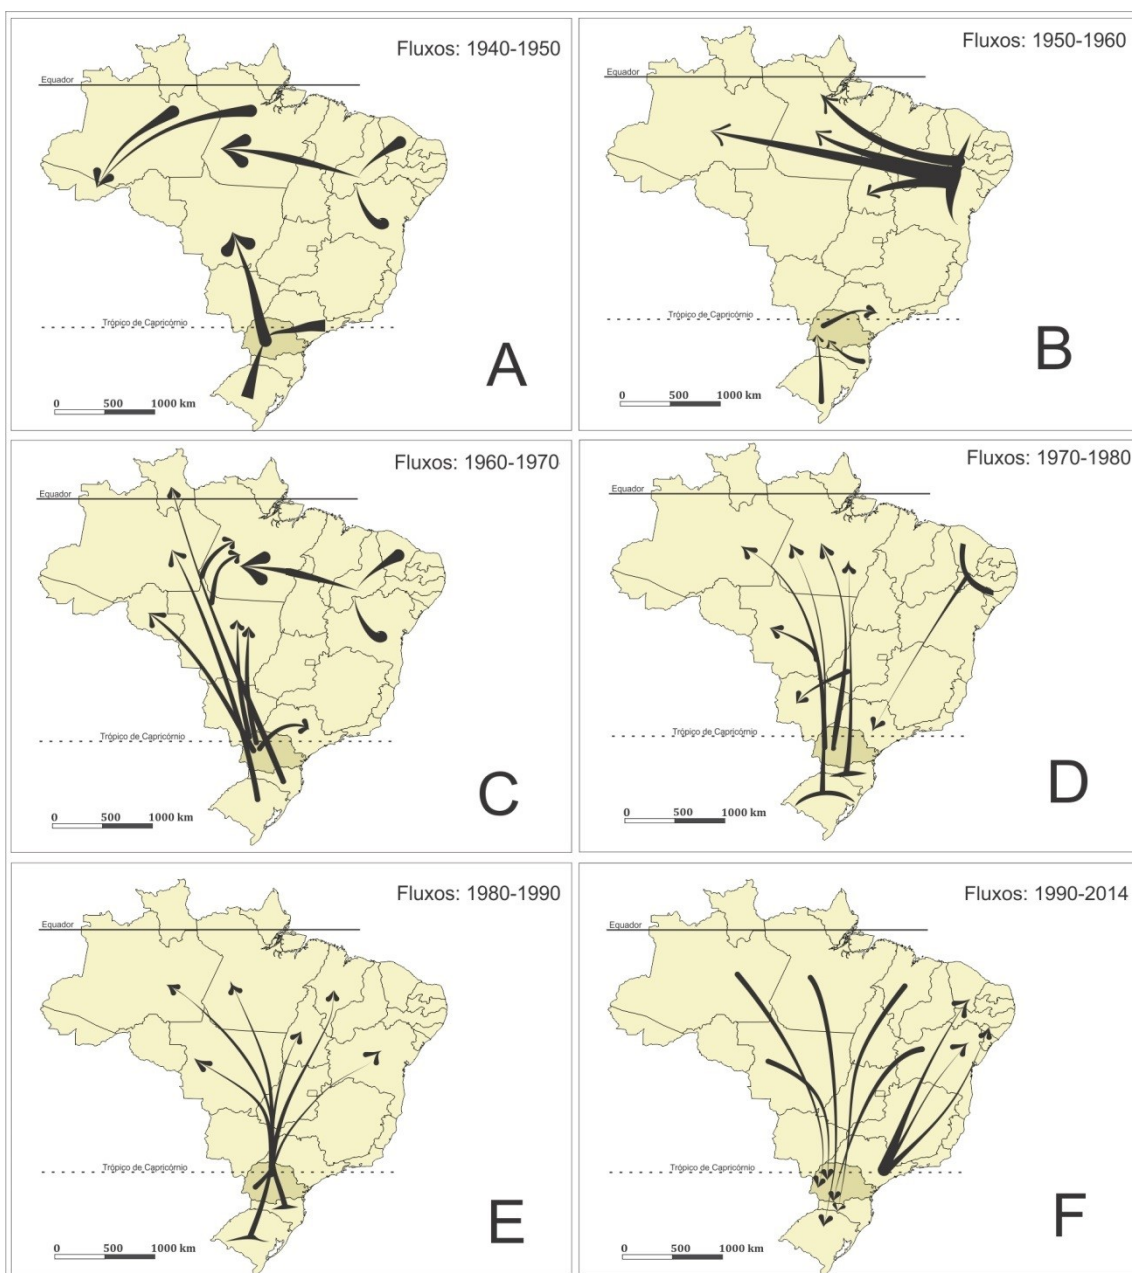 Fluxos: 1940-1950
Equador
Trópico de Capricórnio
A
0 500 1000 km
Fluxos: 1950-1960
Equador
Trópico de Capricórnio
B
0 500 1000 km
Fluxos: 1960-1970
Equador
Trópico de Capricórnio
C
0 500 1000 km
Fluxos: 1970-1980
Equador
Trópico de Capricórnio
D
0 500 1000 km
Fluxos: 1980-1990
Equador
Trópico de Capricórnio
E
0 500 1000 km
Fluxos: 1990-2014
Equador
Trópico de Capricórnio
F
0 500 1000 km